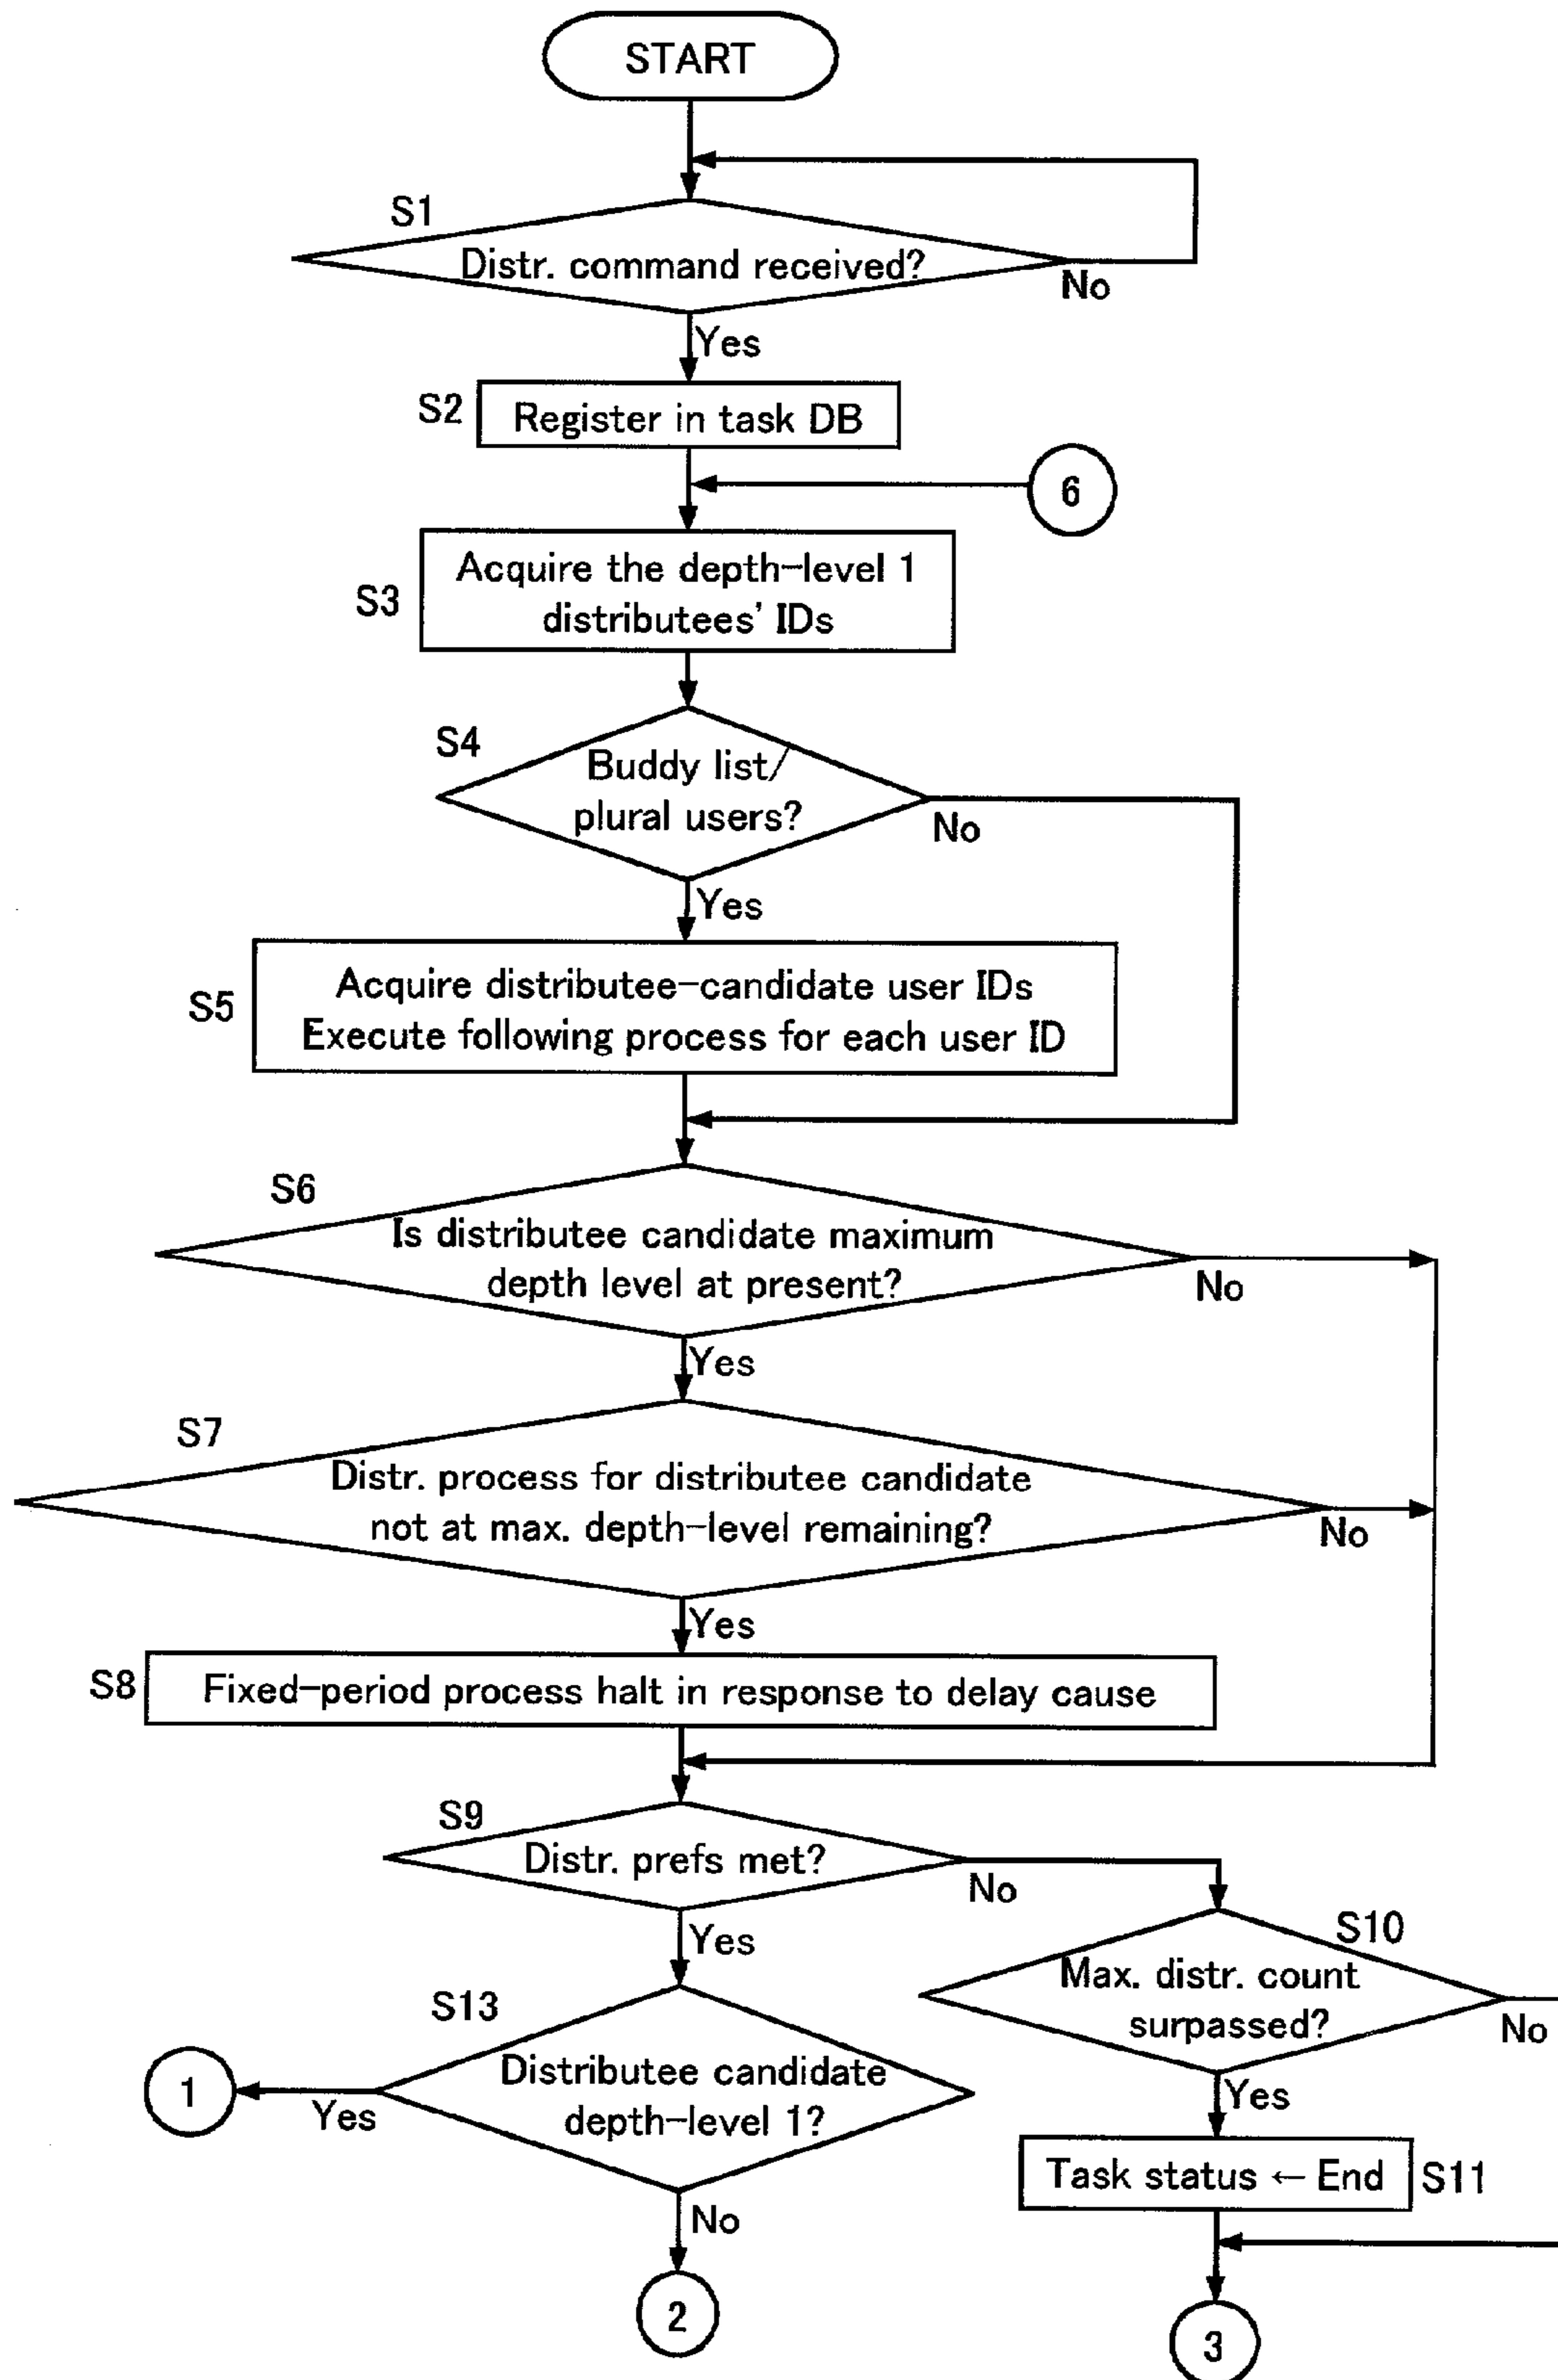 START
S1
Distr. command received?
No
Yes
S2
Register in task DB
6
S3
Acquire the depth-level 1
distributees' IDs
S4
Buddy list/
plural users?
No
Yes
S5
Acquire distributee-candidate user IDs
Execute following process for each user ID
S6
Is distributee candidate maximum
depth level at present?
No
Yes
S7
Distr. process for distributee candidate
not at max. depth-level remaining?
No
Yes
S8
Fixed-period process halt in response to delay cause
S9
Distr. prefs met?
No
Yes
S10
Max. distr. count
surpassed?
No
Yes
S13
Distributee candidate
depth-level 1?
1
Yes
No
Task status ← End
S11
2
3